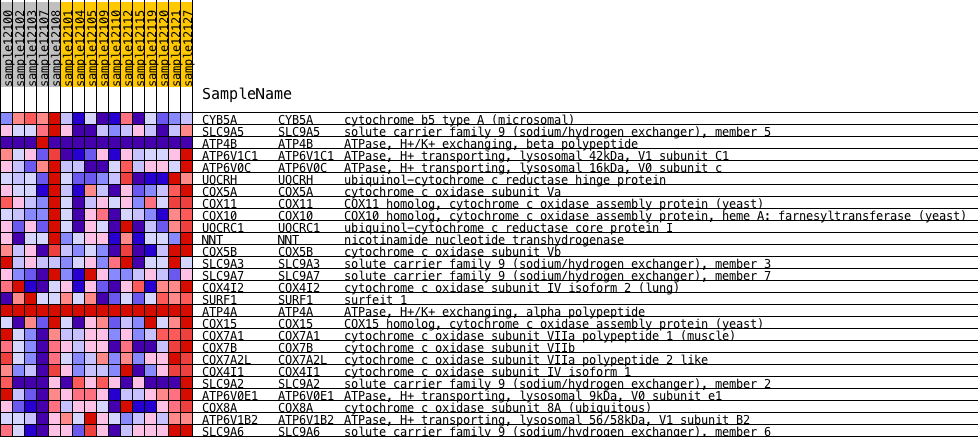 sample12100
sample12102
sample12103
sample12107
sample12108
sample12101
sample12104
sample12105
sample12109
sample12110
sample12112
sample12115
sample12119
sample12120
sample12121
sample12127
SampleName
CYB5A CYB5A cytochrome b5 type A (microsomal)
SLC9A5 SLC9A5 solute carrier family 9 (sodium/hydrogen exchanger), member 5
ATP4B ATP4B ATPase, H+/K+ exchanging, beta polypeptide
ATP6V1C1 ATP6V1C1 ATPase, H+ transporting, lysosomal 42kDa, V1 subunit C1
ATP6V0C ATP6V0C ATPase, H+ transporting, lysosomal 16kDa, V0 subunit c
UQCRH UQCRH ubiquinol-cytochrome c reductase hinge protein
COX5A COX5A cytochrome c oxidase subunit Va
COX11 COX11 COX11 homolog, cytochrome c oxidase assembly protein (yeast)
COX10 COX10 COX10 homolog, cytochrome c oxidase assembly protein, heme A: farnesyltransferase (yeast)
UQCRC1 UQCRC1 ubiquinol-cytochrome c reductase core protein I
NNT NNT nicotinamide nucleotide transhydrogenase
COX5B COX5B cytochrome c oxidase subunit Vb
SLC9A3 SLC9A3 solute carrier family 9 (sodium/hydrogen exchanger), member 3
SLC9A7 SLC9A7 solute carrier family 9 (sodium/hydrogen exchanger), member 7
COX4I2 COX4I2 cytochrome c oxidase subunit IV isoform 2 (lung)
SURF1 SURF1 surfeit 1
ATP4A ATP4A ATPase, H+/K+ exchanging, alpha polypeptide
COX15 COX15 COX15 homolog, cytochrome c oxidase assembly protein (yeast)
COX7A1 COX7A1 cytochrome c oxidase subunit VIIa polypeptide 1 (muscle)
COX7B COX7B cytochrome c oxidase subunit VIIb
COX7A2L COX7A2L cytochrome c oxidase subunit VIIa polypeptide 2 like
COX4I1 COX4I1 cytochrome c oxidase subunit IV isoform 1
SLC9A2 SLC9A2 solute carrier family 9 (sodium/hydrogen exchanger), member 2
ATP6V0E1 ATP6V0E1 ATPase, H+ transporting, lysosomal 9kDa, V0 subunit e1
COX8A COX8A cytochrome c oxidase subunit 8A (ubiquitous)
ATP6V1B2 ATP6V1B2 ATPase, H+ transporting, lysosomal 56/58kDa, V1 subunit B2
SLC9A6 SLC9A6 solute carrier family 9 (sodium/hydrogen exchanger), member 6